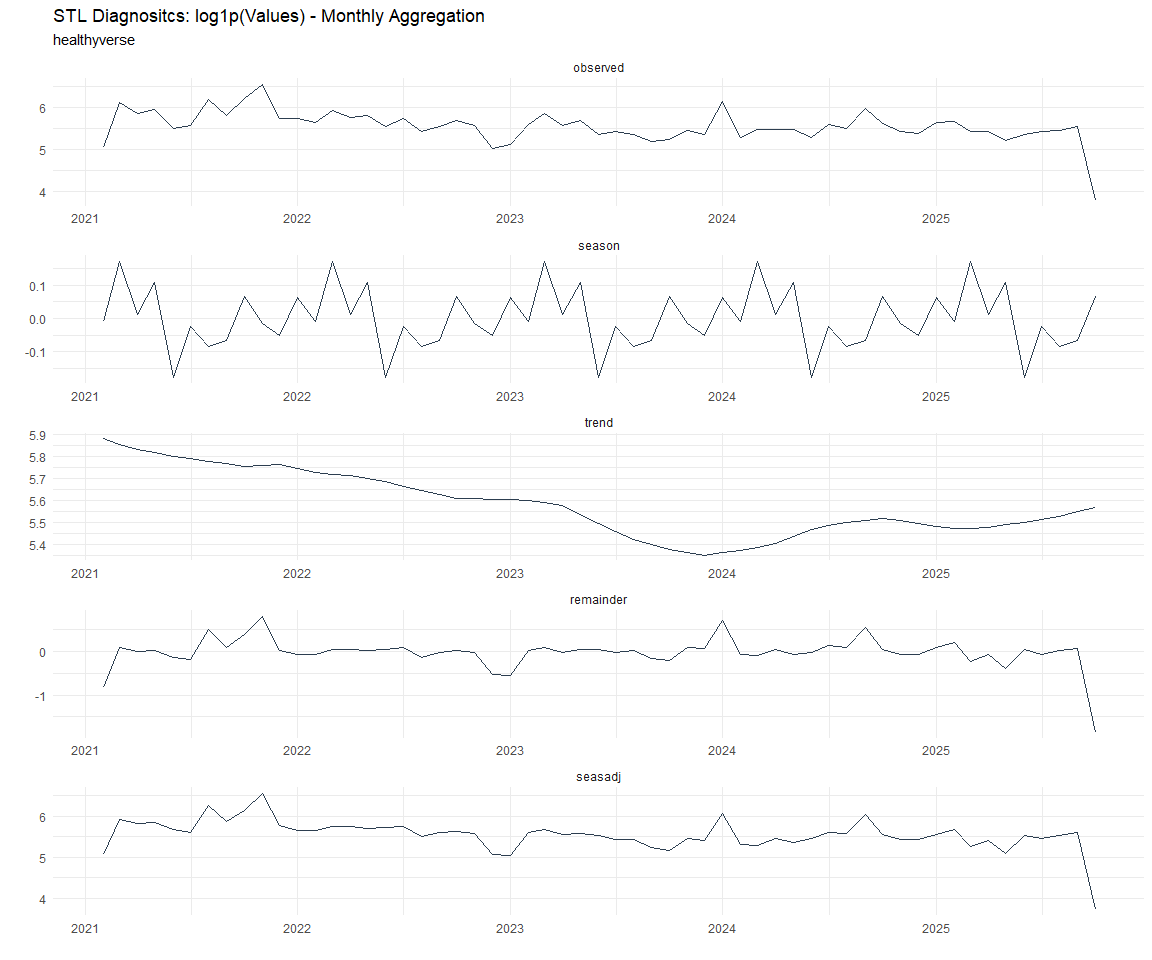 STL Diagnositcs: log1p(Values) - Monthly Aggregation
healthyverse
observed
6
5
4
2021 2022 2023 2024 2025
season
0.1
0.0
-0.1
2021 2022 2023 2024 2025
trend
5.9
5.8
5.7
5.6
5.5
5.4
2021 2022 2023 2024 2025
remainder
0
-1
2021 2022 2023 2024 2025
seasadj
6
5
4
2021 2022 2023 2024 2025